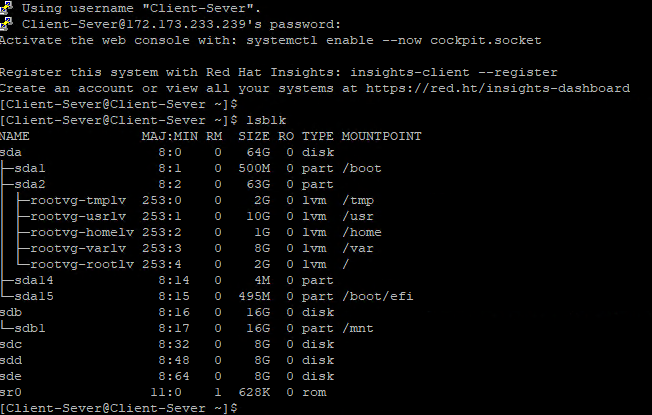 Using username "Client-Sever".
Client-Sever@172.173.233.239's password:
Activate the web console with: systemctl enable --now cockpit.socket

Register this system with Red Hat Insights: insights-client --register
Create an account or view all your systems at https://red.ht/insights-dashboard
[Client-Sever@Client-Sever ~]$
[Client-Sever@Client-Sever ~]$ lsblk
NAME              MAJ:MIN RM  SIZE RO TYPE MOUNTPOINT
sda                 8:0    0   64G  0 disk
├─sda1              8:1    0  500M  0 part /boot
├─sda2              8:2    0   63G  0 part
│ ├─rootvg-tmplv  253:0    0    2G  0 lvm  /tmp
│ ├─rootvg-usrlv  253:1    0   10G  0 lvm  /usr
│ ├─rootvg-homelv 253:2    0    1G  0 lvm  /home
│ ├─rootvg-varlv  253:3    0    8G  0 lvm  /var
│ └─rootvg-rootlv 253:4    0    2G  0 lvm  /
├─sda14             8:14   0    4M  0 part
└─sda15             8:15   0  495M  0 part /boot/efi
sdb                 8:16   0   16G  0 disk
└─sdb1              8:17   0   16G  0 part /mnt
sdc                 8:32   0    8G  0 disk
sdd                 8:48   0    8G  0 disk
sde                 8:64   0    8G  0 disk
sr0                11:0    1  628K  0 rom
[Client-Sever@Client-Sever ~]$